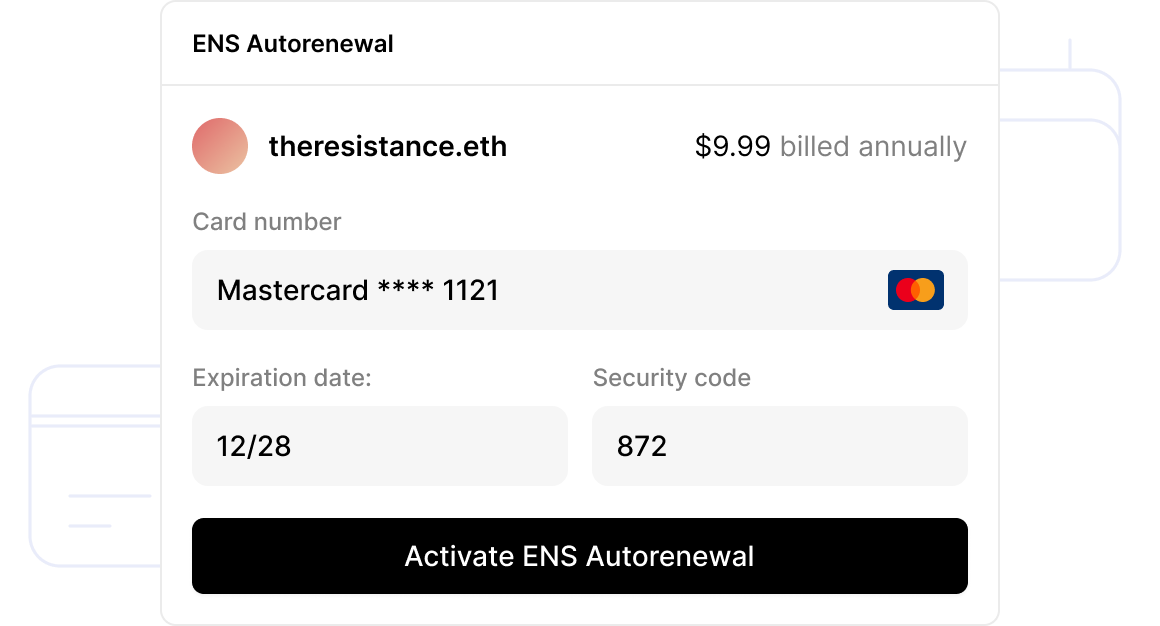 ENS Autorenewal
theresistance.eth $9.99 billed annually
Card number
Mastercard **** 1121
Expiration date: Security code
12/28 872
Activate ENS Autorenewal